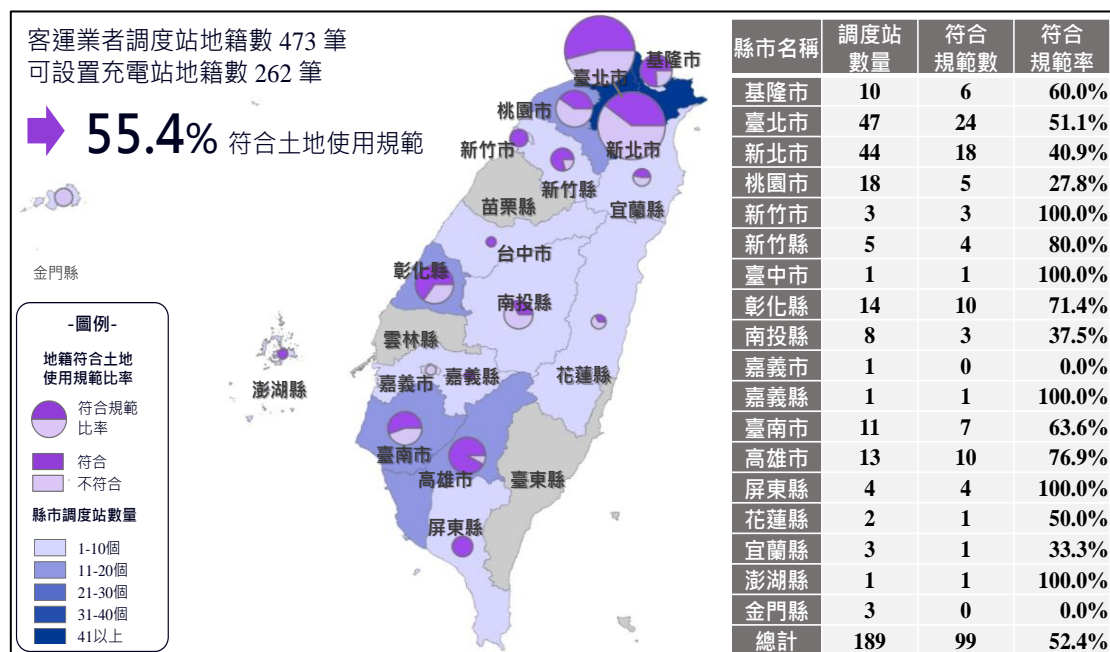 客運業者調度站地籍數 473 筆
可設置充電站地籍數 262 筆
55.4% 符合土地使用規範
基隆市
臺北市
桃園市
新竹市
新北市
新竹縣
苗栗縣
宜蘭縣
台中市
彰化縣
南投縣
雲林縣
花蓮縣
嘉義市
嘉義縣
臺南市
高雄市
臺東縣
屏東縣
澎湖縣
金門縣
-圖例-
地籍符合土地
使用規範比率
符合規範
比率
符合
不符合
縣市調度站數量
1-10個
11-20個
21-30個
31-40個
41以上
縣市名稱 調度站數量 符合規範數 符合規範率
基隆市 10 6 60.0%
臺北市 47 24 51.1%
新北市 44 18 40.9%
桃園市 18 5 27.8%
新竹市 3 3 100.0%
新竹縣 5 4 80.0%
臺中市 1 1 100.0%
彰化縣 14 10 71.4%
南投縣 8 3 37.5%
嘉義市 1 0 0.0%
嘉義縣 1 1 100.0%
臺南市 11 7 63.6%
高雄市 13 10 76.9%
屏東縣 4 4 100.0%
花蓮縣 2 1 50.0%
宜蘭縣 3 1 33.3%
澎湖縣 1 1 100.0%
金門縣 3 0 0.0%
總計 189 99 52.4%